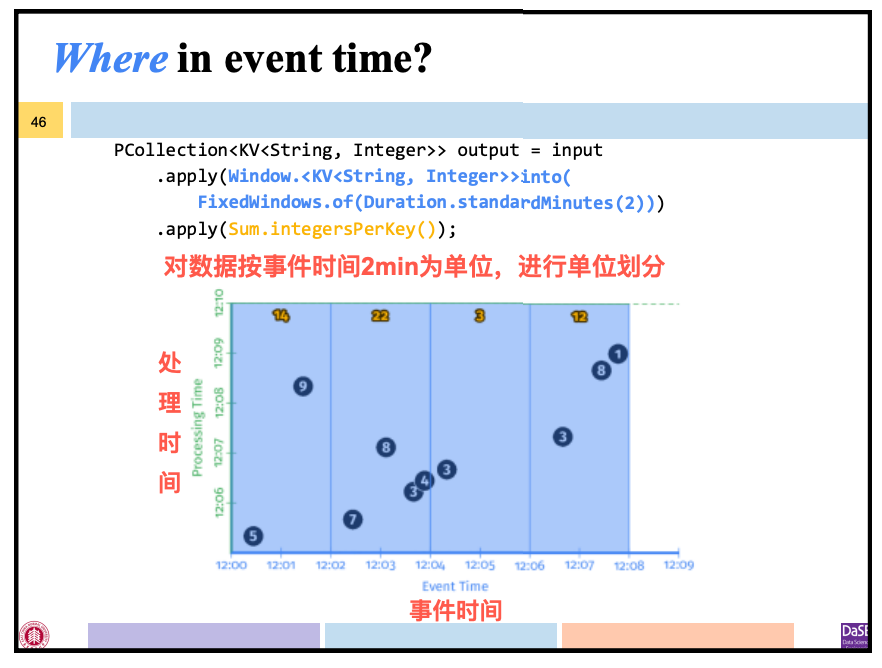 Where in event time?
46
PCollection<KV<String, Integer>> output = input
.apply(Window.<KV<String, Integer>>into(
FixedWindows.of(Duration.standardMinutes(2)))
.apply(Sum.integersPerKey());
对数据按事件时间2min为单位，进行单位划分
处理时间
Processing Time
12:10
12:09
12:08
12:07
12:06
14 22 3 12
1
8
9
3
8
3
4
3
7
5
12:00 12:01 12:02 12:03 12:04 12:05 12:06 12:07 12:08 12:09
Event Time
事件时间
DaSE